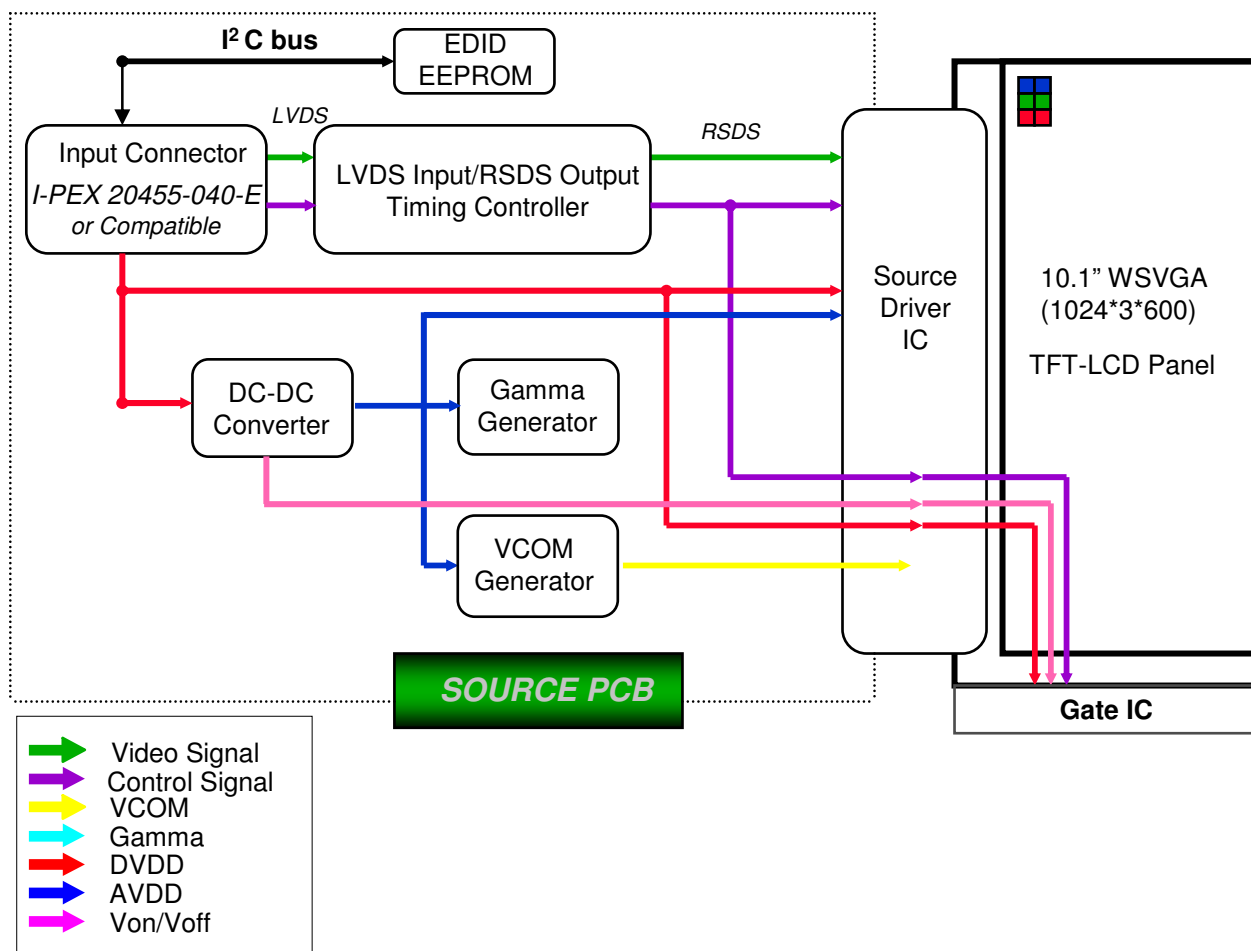 I² C bus
EDID
EEPROM
LVDS
RSDS
Input Connector
I-PEX 20455-040-E
or Compatible
LVDS Input/RSDS Output
Timing Controller
Source
Driver
IC
10.1” WSVGA
(1024*3*600)
TFT-LCD Panel
DC-DC
Converter
Gamma
Generator
VCOM
Generator
SOURCE PCB
Gate IC
Video Signal
Control Signal
VCOM
Gamma
DVDD
AVDD
Von/Voff